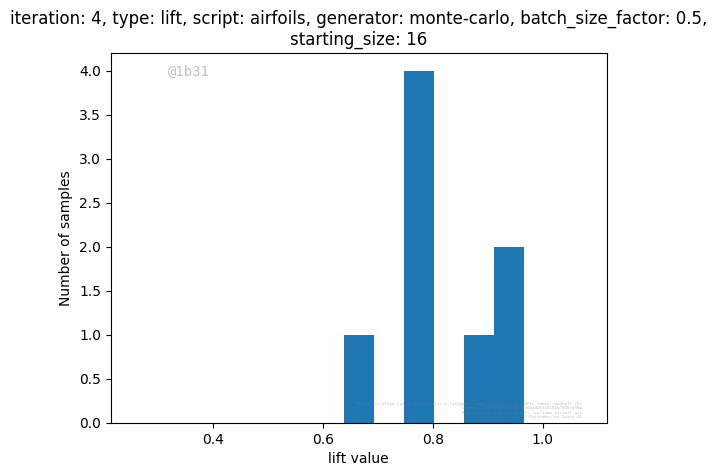 iteration: 4, type: lift, script: airfoils, generator: monte-carlo, batch_size_factor: 0.5,
starting_size: 16
@1b31
4.0
3.5
3.0
2.5
2.0
1.5
1.0
0.5
0.0
Number of samples
0.4 0.6 0.8 1.0
lift value